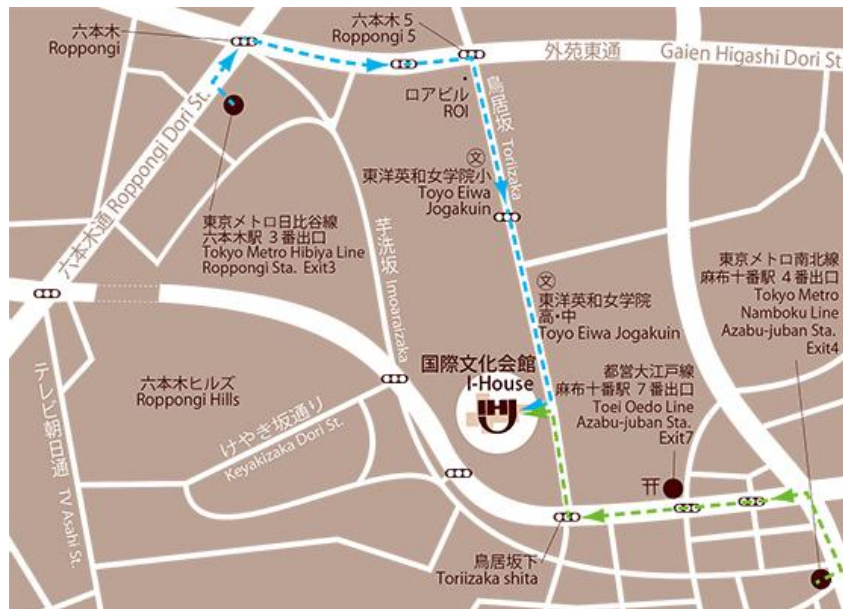 六本木
Roppongi
六本木 5
Roppongi 5
外苑東通 Gaien Higashi Dori St.
ロアビル
ROI
鳥居坂 Toriizaka
六本木通 Roppongi Dori St.
文
東洋英和女学院小
Toyo Eiwa
Jogakuin
東京メトロ日比谷線
六本木駅 3番出口
Tokyo Metro Hibiya Line
Roppongi Sta. Exit3
芋洗坂 Imoaraizaka
東京メトロ南北線
麻布十番駅 4番出口
Tokyo Metro
Namboku Line
Azabu-juban Sta.
Exit4
文
東洋英和女学院
高・中
Toyo Eiwa Jogakuin
国際文化会館
I-House
IHJ
都営大江戸線
麻布十番駅 7番出口
Toei Oedo Line
Azabu-juban Sta.
Exit7
六本木ヒルズ
Roppongi Hills
けやき坂通り
Keyakizaka Dori St.
テレビ朝日通 TV Asahi St.
鳥居坂下
Toriizaka shita